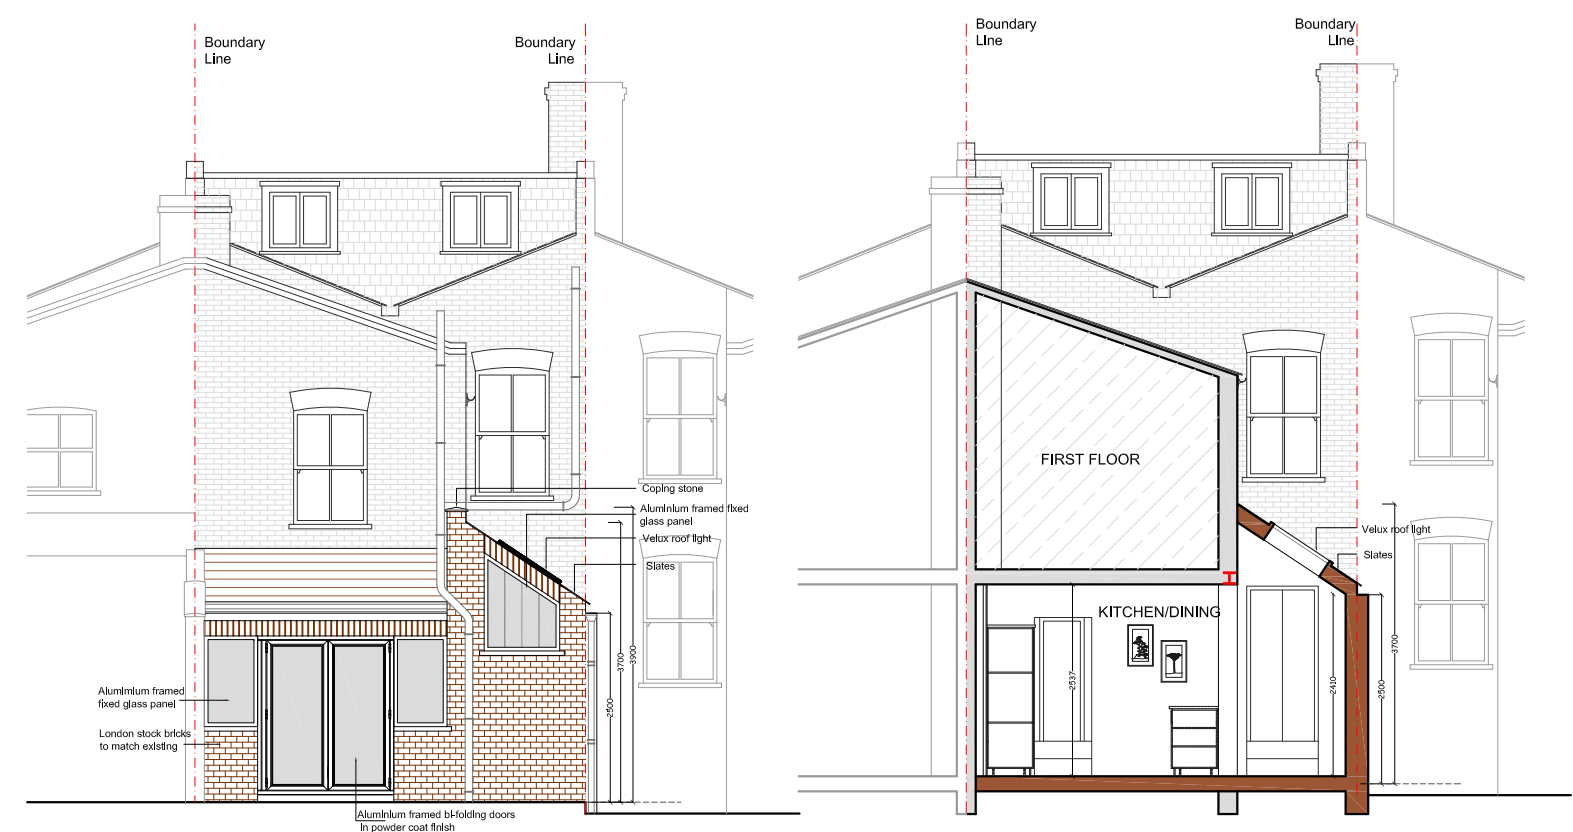 Boundary
Line
Boundary
Line
Boundary
Line
Boundary
Line
Coping stone
Aluminium framed fixed
glass panel
Velux roof light
Slates
2500
3700
3900
Alumimium framed
fixed glass panel
London stock bricks
to match existing
Aluminium framed bi-folding doors
in powder coat finish
FIRST FLOOR
KITCHEN/DINING
Velux roof light
Slates
2537
2410
2500
3700